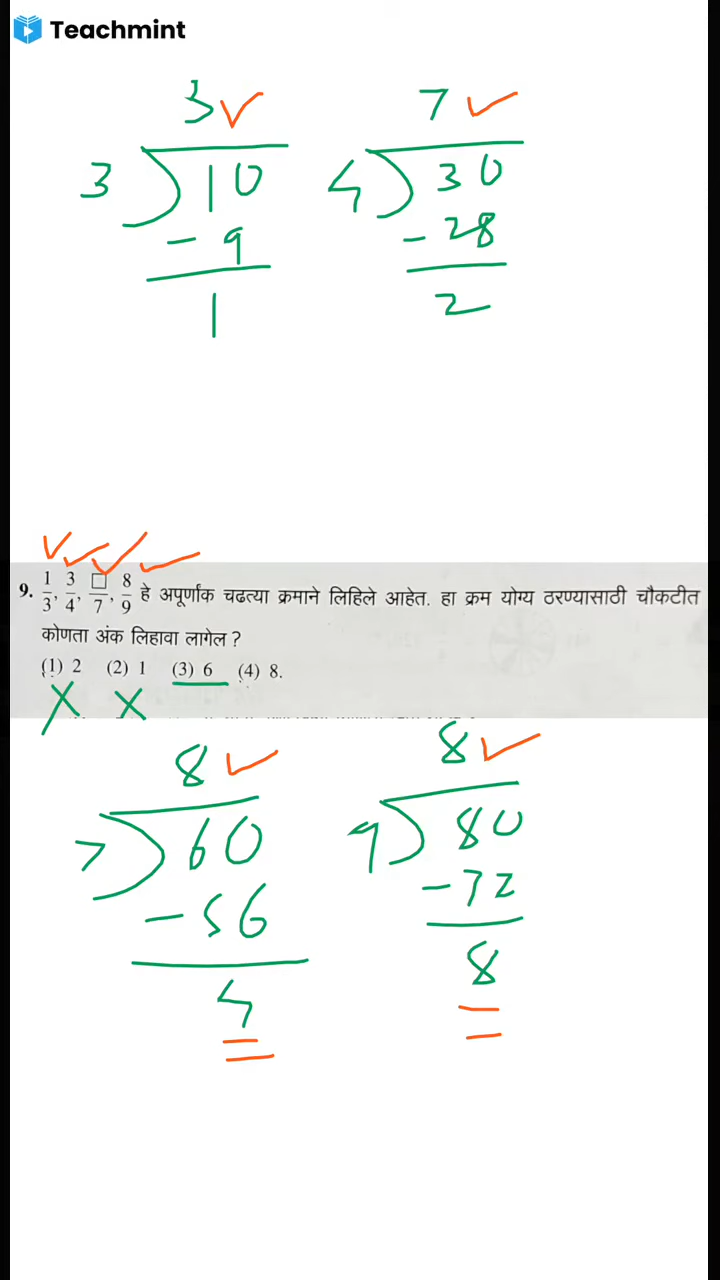 Teachmint
3✓ 7✓
3 10 4 30
- 9 - 28
1 2
9. 1/3, 3/4, □/7, 8/9 हे अपूर्णांक चढत्या क्रमाने लिहिले आहेत. हा क्रम योग्य ठरण्यासाठी चौकटीत
कोणता अंक लिहावा लागेल ?
(1) 2 (2) 1 (3) 6 (4) 8.
8✓ 8✓
7 60 9 80
-56 -72
4 8